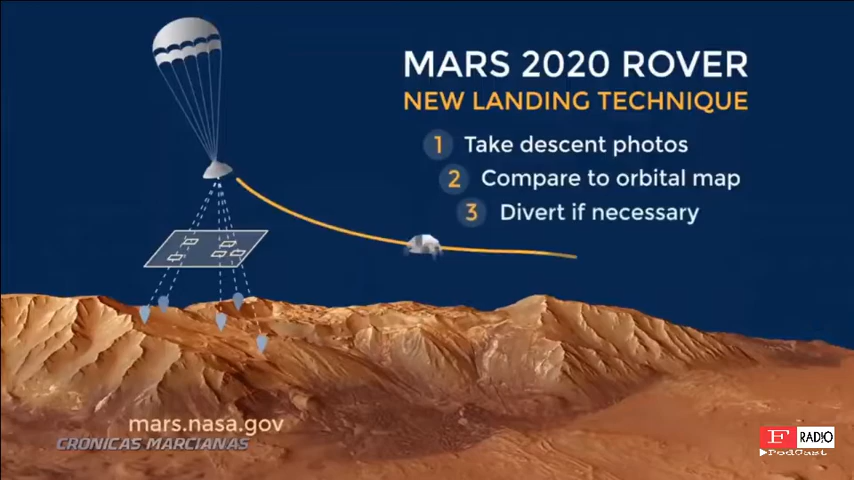 MARS 2020 ROVER
NEW LANDING TECHNIQUE
1 Take descent photos
2 Compare to orbital map
3 Divert if necessary
mars.nasa.gov
CRÓNICAS MARCIANAS
F RADIO
PodCast